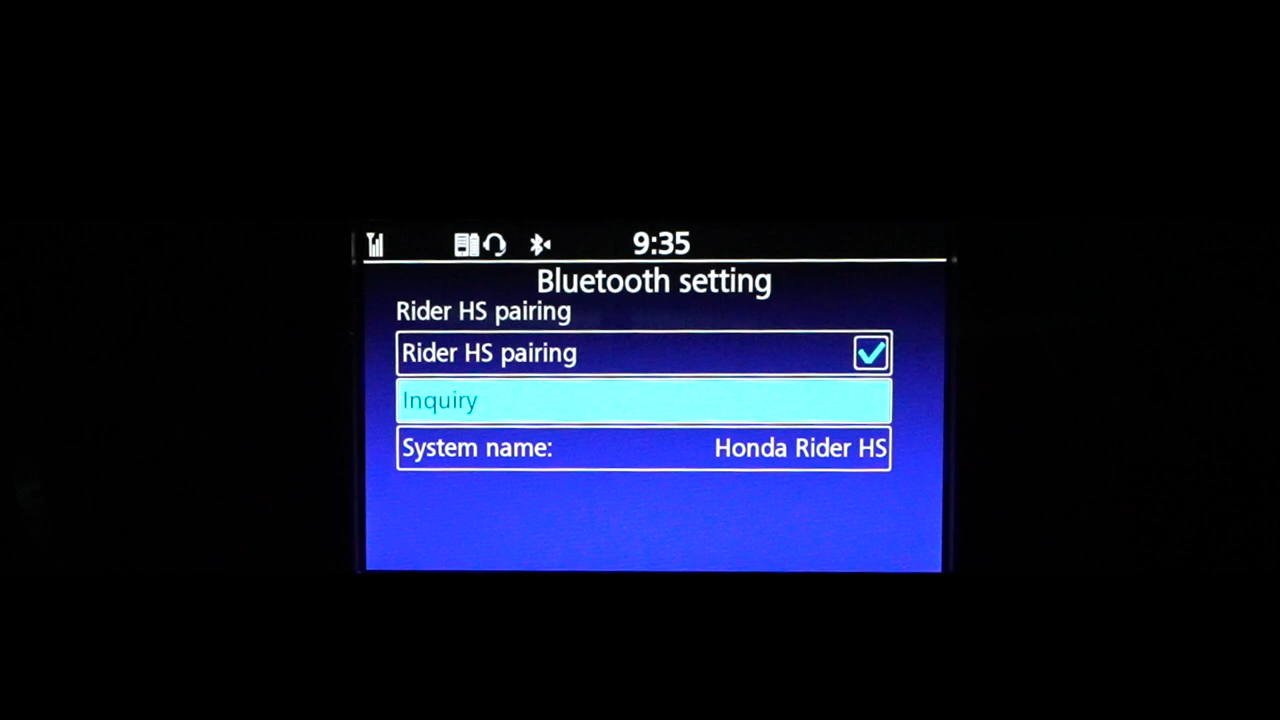 9:35
Bluetooth setting
Rider HS pairing
Rider HS pairing
Inquiry
System name: Honda Rider HS